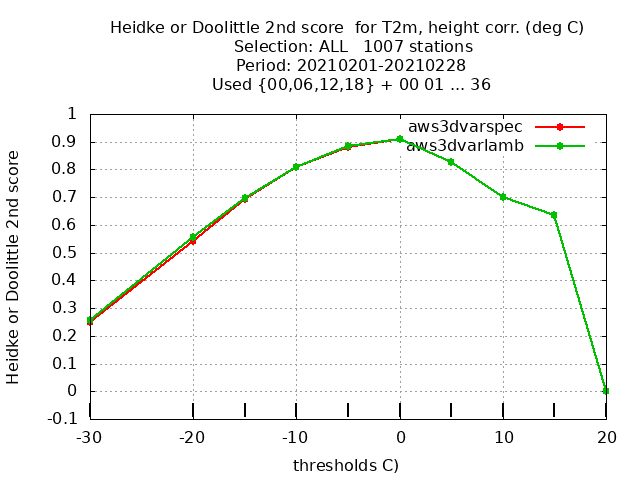 Heidke or Doolittle 2nd score  for T2m, height corr. (deg C)
Selection: ALL   1007 stations
Period: 20210201-20210228
Used {00,06,12,18} + 00 01 ... 36
Heidke or Doolittle 2nd score
1
0.9
0.8
0.7
0.6
0.5
0.4
0.3
0.2
0.1
0
-0.1
aws3dvarspec
aws3dvarlamb
-30
-20
-10
0
10
20
thresholds C)